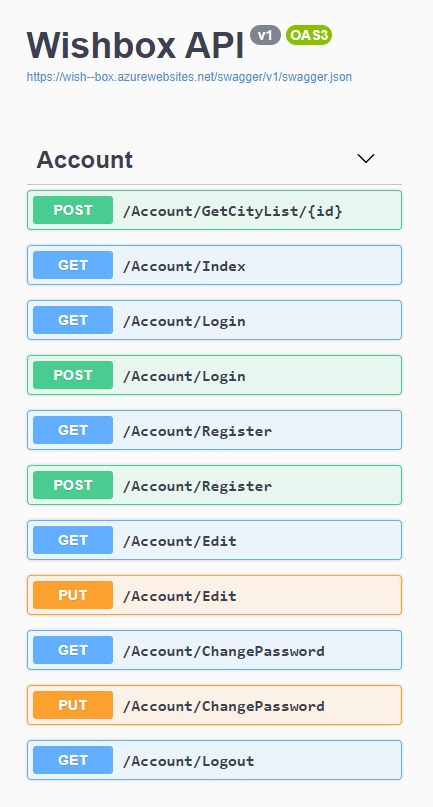 Wishbox API v1 OAS3
https://wish--box.azurewebsites.net/swagger/v1/swagger.json
Account
POST /Account/GetCityList/{id}
GET /Account/Index
GET /Account/Login
POST /Account/Login
GET /Account/Register
POST /Account/Register
GET /Account/Edit
PUT /Account/Edit
GET /Account/ChangePassword
PUT /Account/ChangePassword
GET /Account/Logout